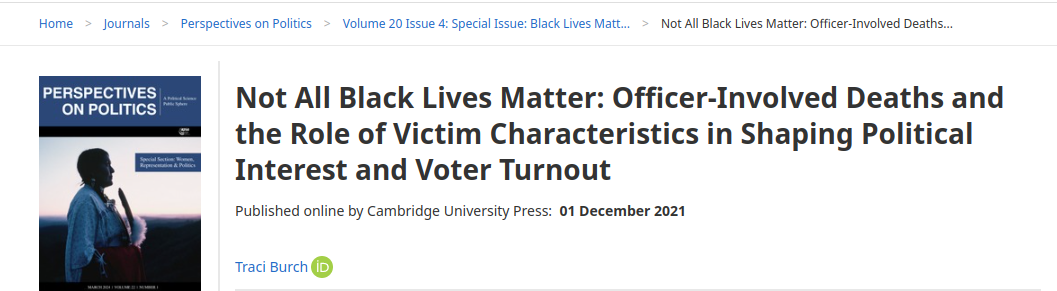 Home > Journals > Perspectives on Politics > Volume 20 Issue 4: Special Issue: Black Lives Matt... > Not All Black Lives Matter: Officer-Involved Deaths...
PERSPECTIVES
ON POLITICS
A Political Science
Public Sphere
Special Section: Women,
Representation & Politics
MARCH 2024 | VOLUME 22 | NUMBER 1
Not All Black Lives Matter: Officer-Involved Deaths and
the Role of Victim Characteristics in Shaping Political
Interest and Voter Turnout
Published online by Cambridge University Press: 01 December 2021
Traci Burch iD